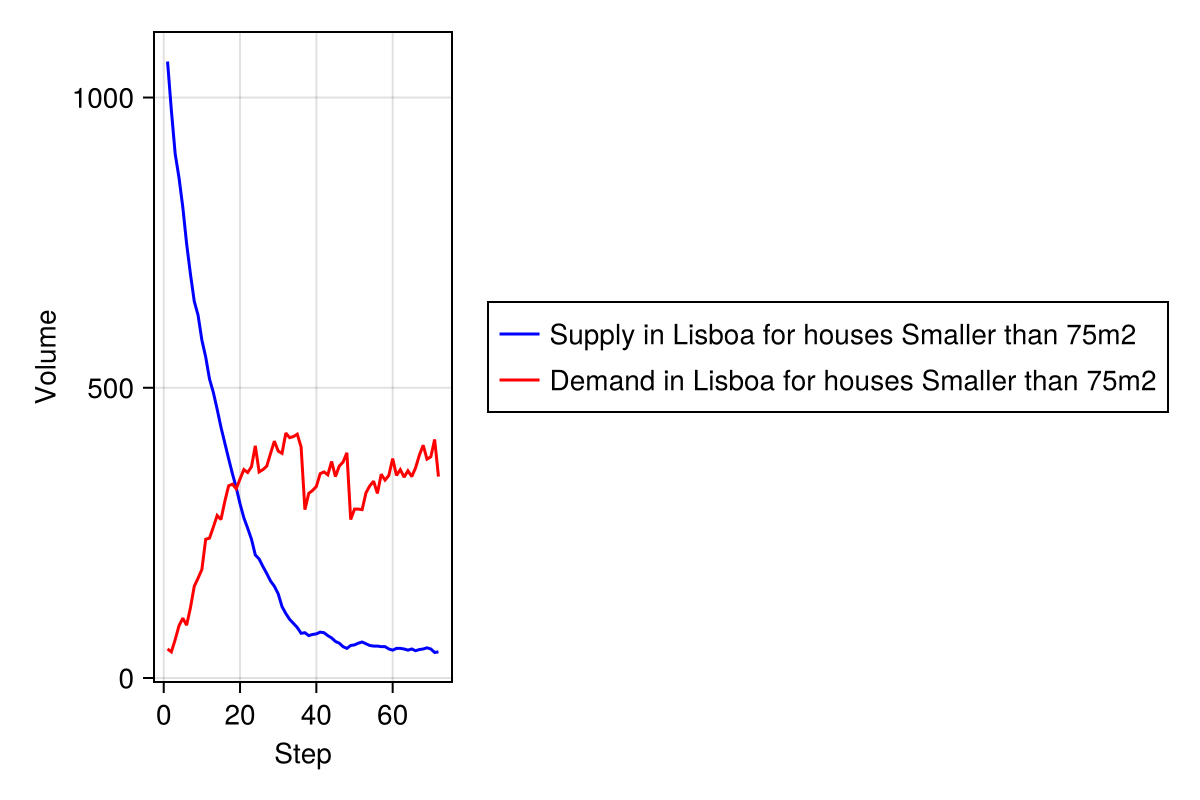 1000
500
0
Volume
0 20 40 60
Step
Supply in Lisboa for houses Smaller than 75m2
Demand in Lisboa for houses Smaller than 75m2